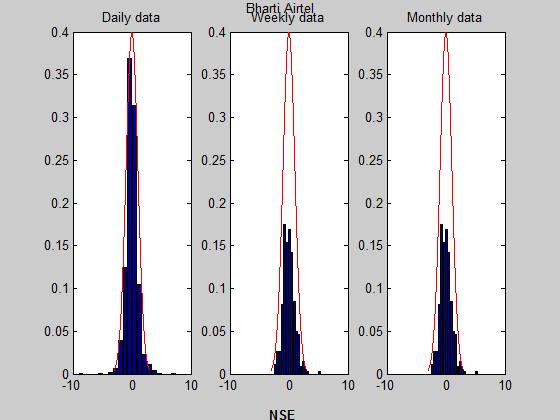 Bharti Airtel
Daily data Weekly data Monthly data
0.4 0.4 0.4
0.35 0.35 0.35
0.3 0.3 0.3
0.25 0.25 0.25
0.2 0.2 0.2
0.15 0.15 0.15
0.1 0.1 0.1
0.05 0.05 0.05
0 0 0
-10 0 10 -10 0 10 -10 0 10
NSE